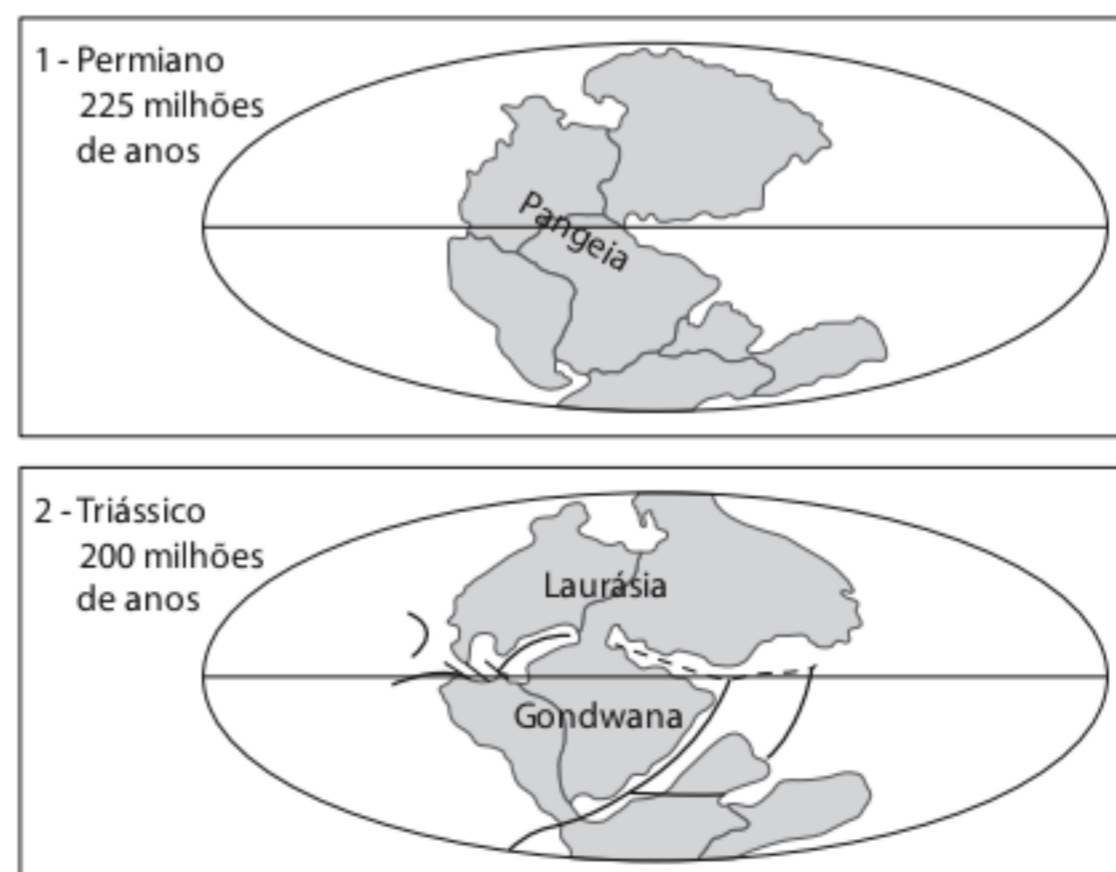 1 - Permiano
225 milhões
de anos
Pangeia
2 - Triássico
200 milhões
de anos
Laurásia
Gondwana